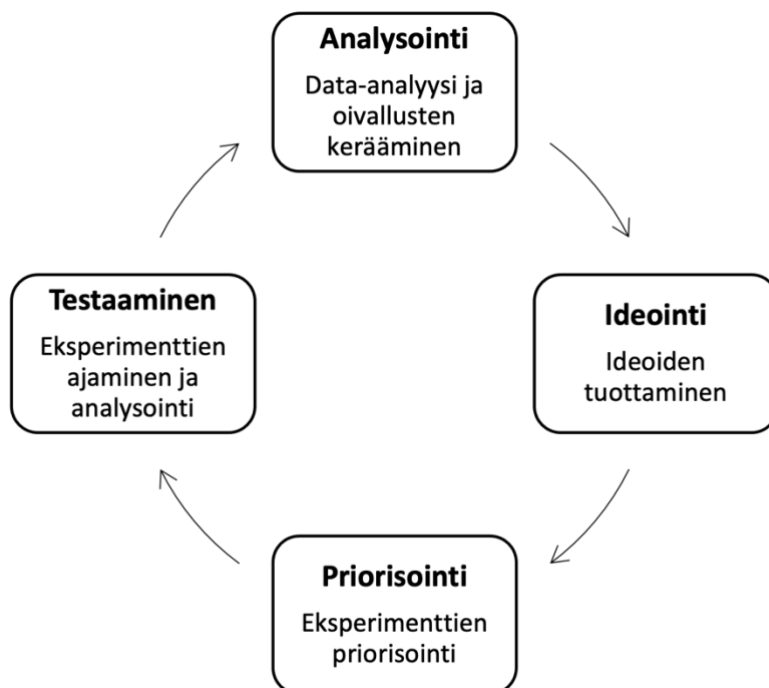 Analysointi
Data-analyysi ja
oivallusten
kerääminen
Testaaminen
Eksperimenttien
ajaminen ja
analysointi
Ideointi
Ideoiden
tuottaminen
Priorisointi
Eksperimenttien
priorisointi